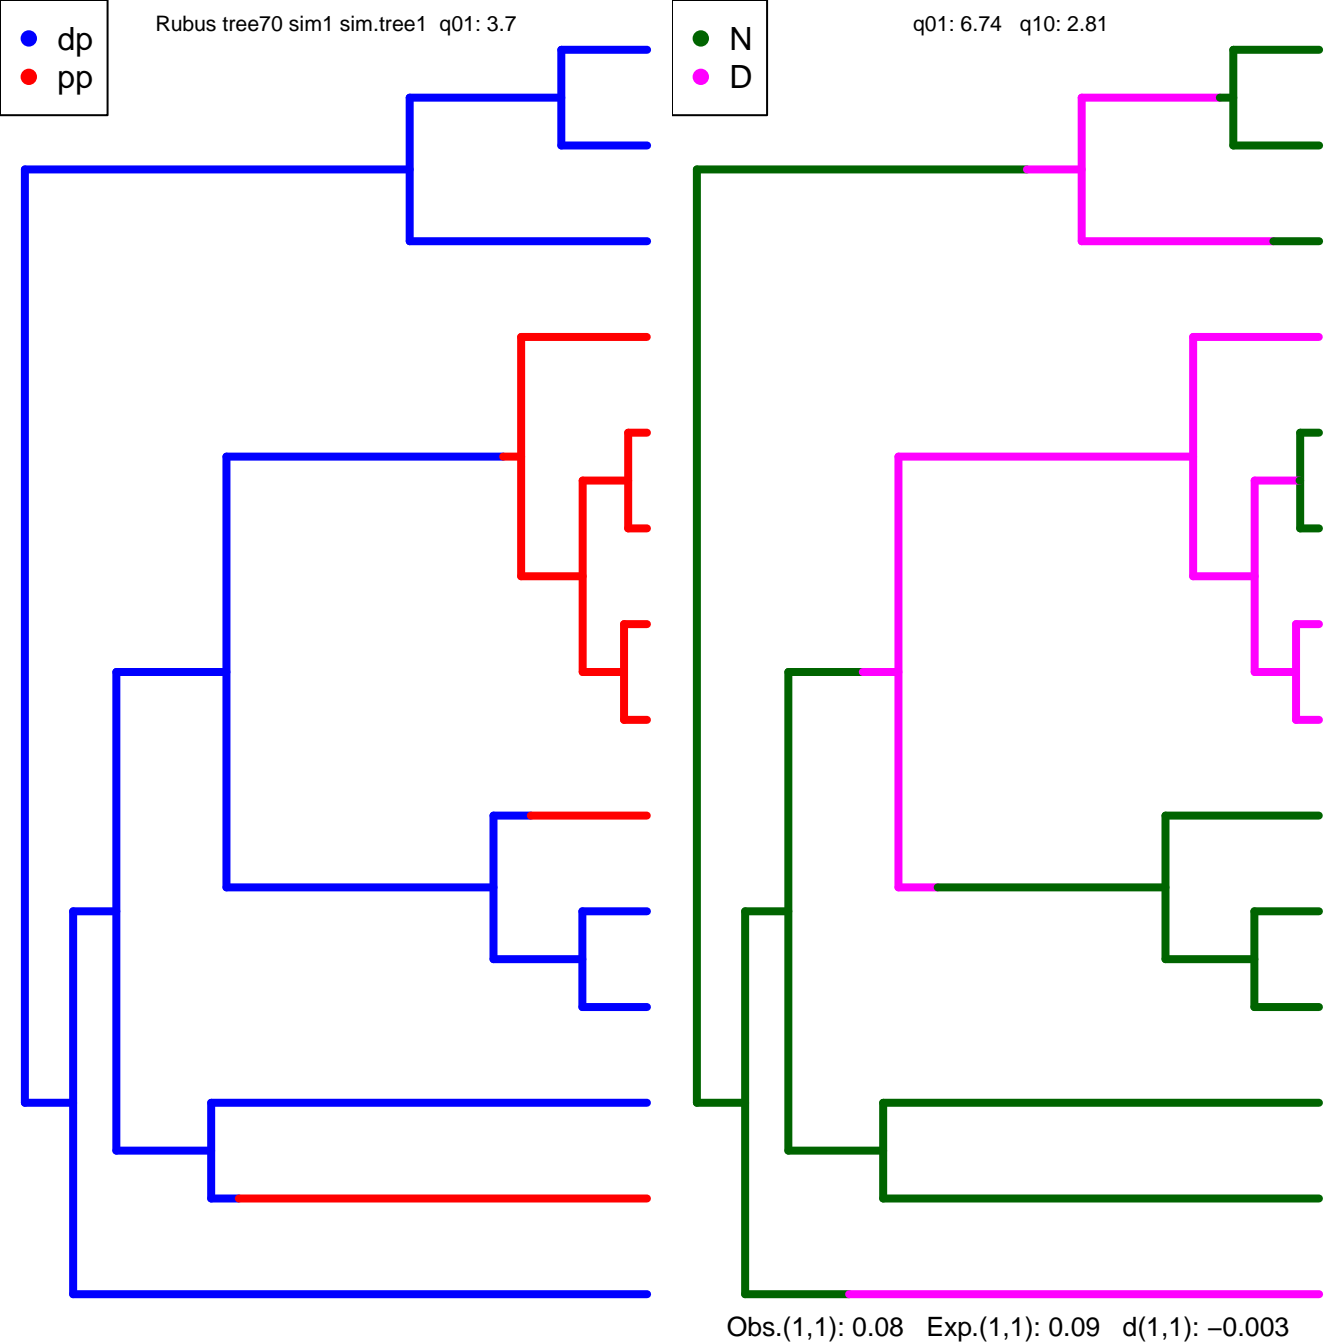 Rubus tree70 sim1 sim.tree1 q01: 3.7
dp
pp
q01: 6.74 q10: 2.81
N
D
Obs.(1,1): 0.08 Exp.(1,1): 0.09 d(1,1): −0.003